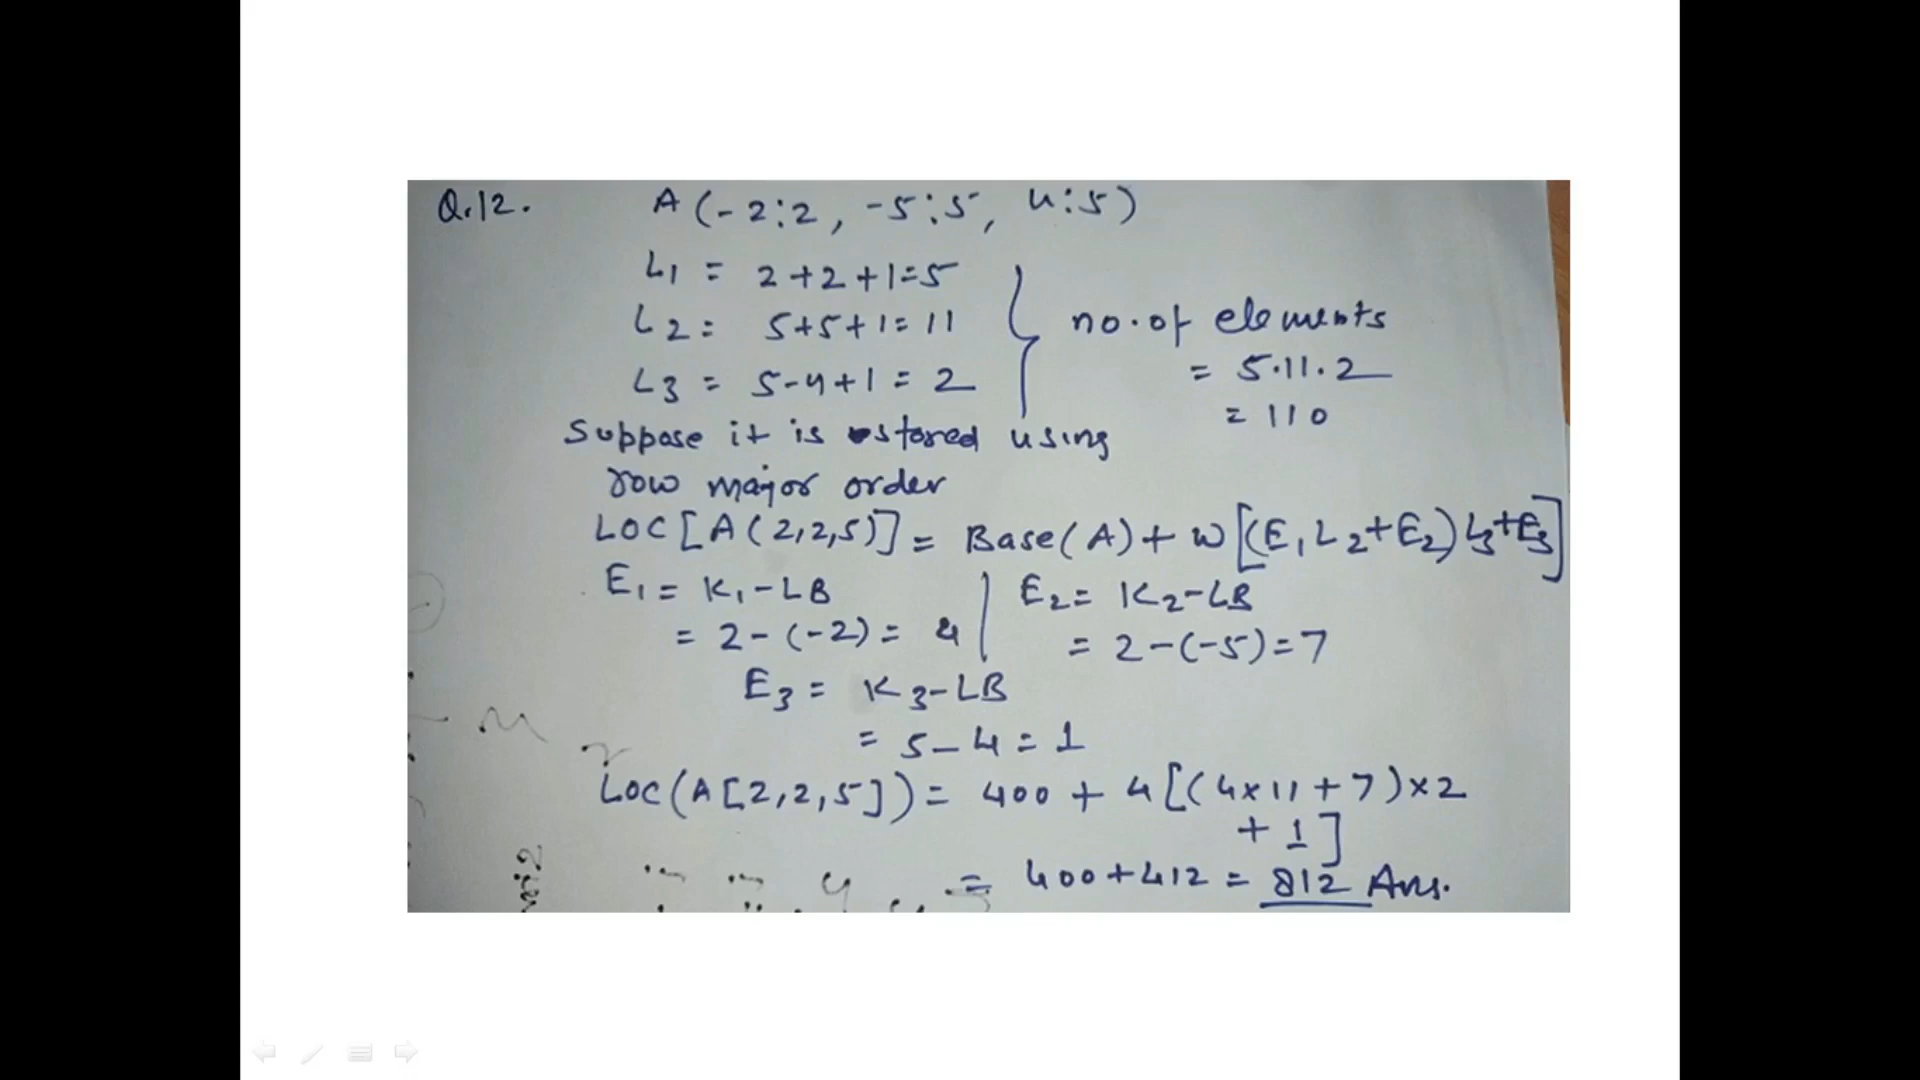 Q.12. A(-2:2, -5:5, 4:5)
L1 = 2+2+1=5
L2= 5+5+1=11
L3 = 5-4+1=2
no. of elements
= 5.11.2
= 110
Suppose it is stored using
row major order
LOC[A(2,2,5)] = Base(A)+ w[(E1L2+E2)L3+E3]
E1= K1-LB
= 2-(-2)= 4
E2= K2-LB
= 2-(-5)=7
E3= K3-LB
= 5-4=1
LOC(A[2,2,5])= 400 + 4[(4x11+7)x2
+1]
= 400+412=812 Ans.